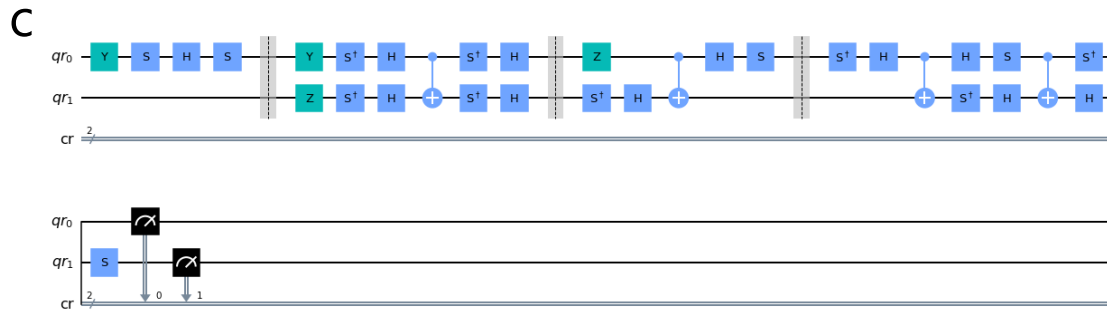 C
qr0 Y S H S Y S† H S† H Z H S S† H H S S†
qr1 Z S† H S† H S† H S† H H
cr 2
qr0
qr1 S
cr 2 0 1